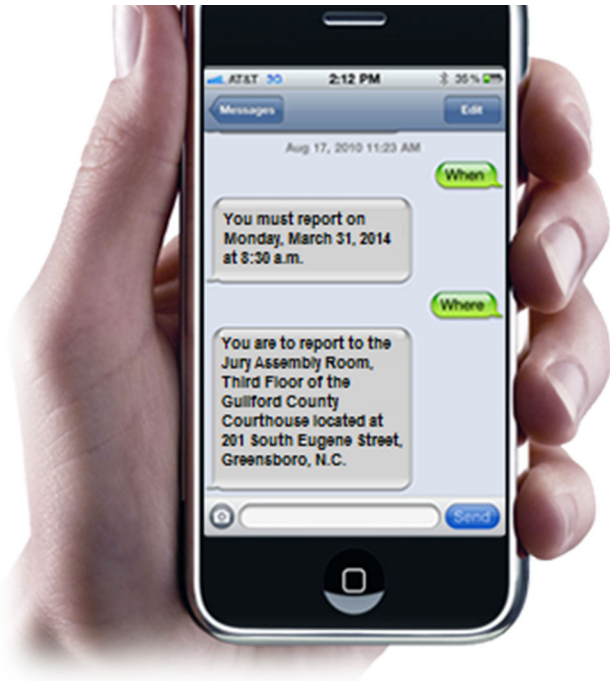 AT&T 3G 2:12 PM 35%
Messages Edit
Aug 17, 2010 11:23 AM
When
You must report on
Monday, March 31, 2014
at 8:30 a.m.
Where
You are to report to the
Jury Assembly Room,
Third Floor of the
Guilford County
Courthouse located at
201 South Eugene Street,
Greensboro, N.C.
Send